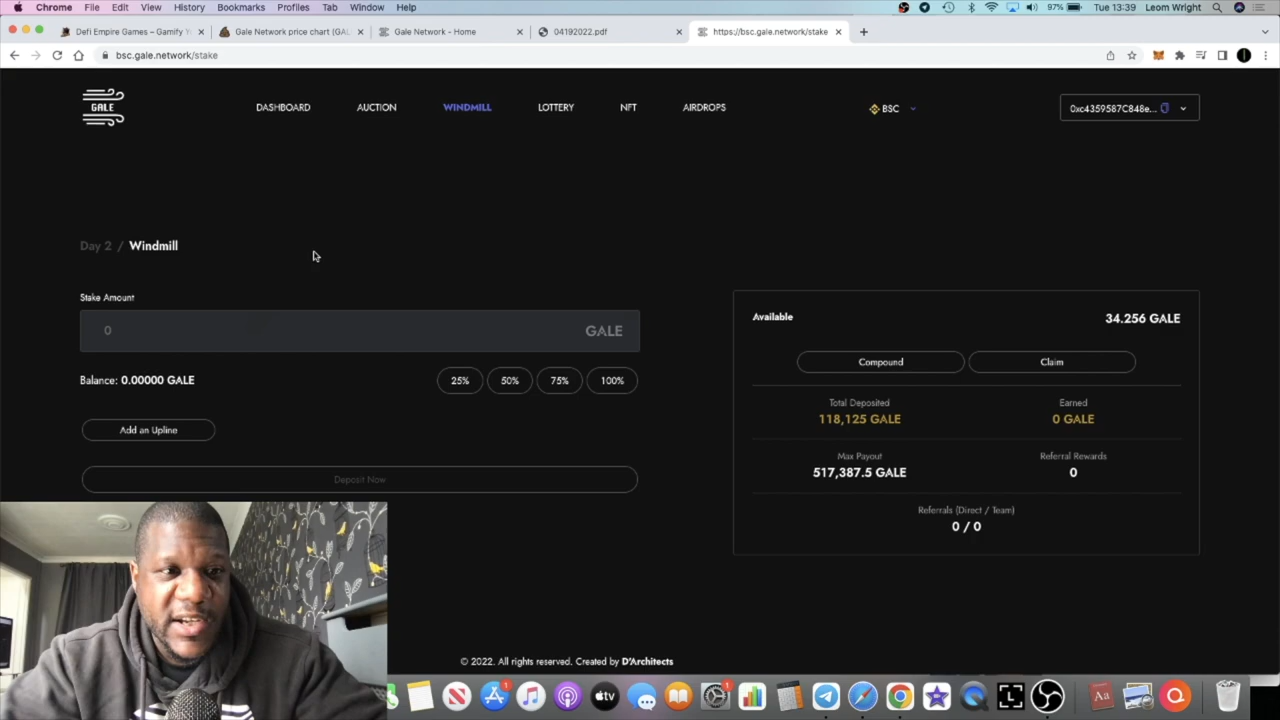 Chrome File Edit View History Bookmarks Profiles Tab Window Help 97% Tue 13:39 Leom Wright
Defi Empire Games – Gamify Y Gale Network price chart (GAL Gale Network - Home 04192022.pdf https://bsc.gale.network/stake
bsc.gale.network/stake
GALE DASHBOARD AUCTION WINDMILL LOTTERY NFT AIRDROPS BSC 0xc4359587C848e...
Day 2 / Windmill
Stake Amount
0 GALE
Balance: 0.00000 GALE 25% 50% 75% 100%
Add an Upline
Deposit Now
Available 34.256 GALE
Compound Claim
Total Deposited Earned
118,125 GALE 0 GALE
Max Payout Referral Rewards
517,387.5 GALE 0
Referrals (Direct / Team)
0 / 0
© 2022. All rights reserved. Created by D'Architects
tv Aa